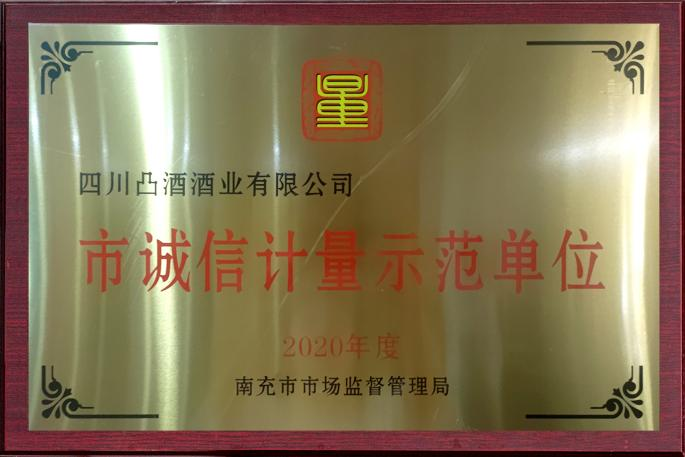 量
四川凸酒酒业有限公司
市诚信计量示范单位
2020年度
南充市市场监督管理局